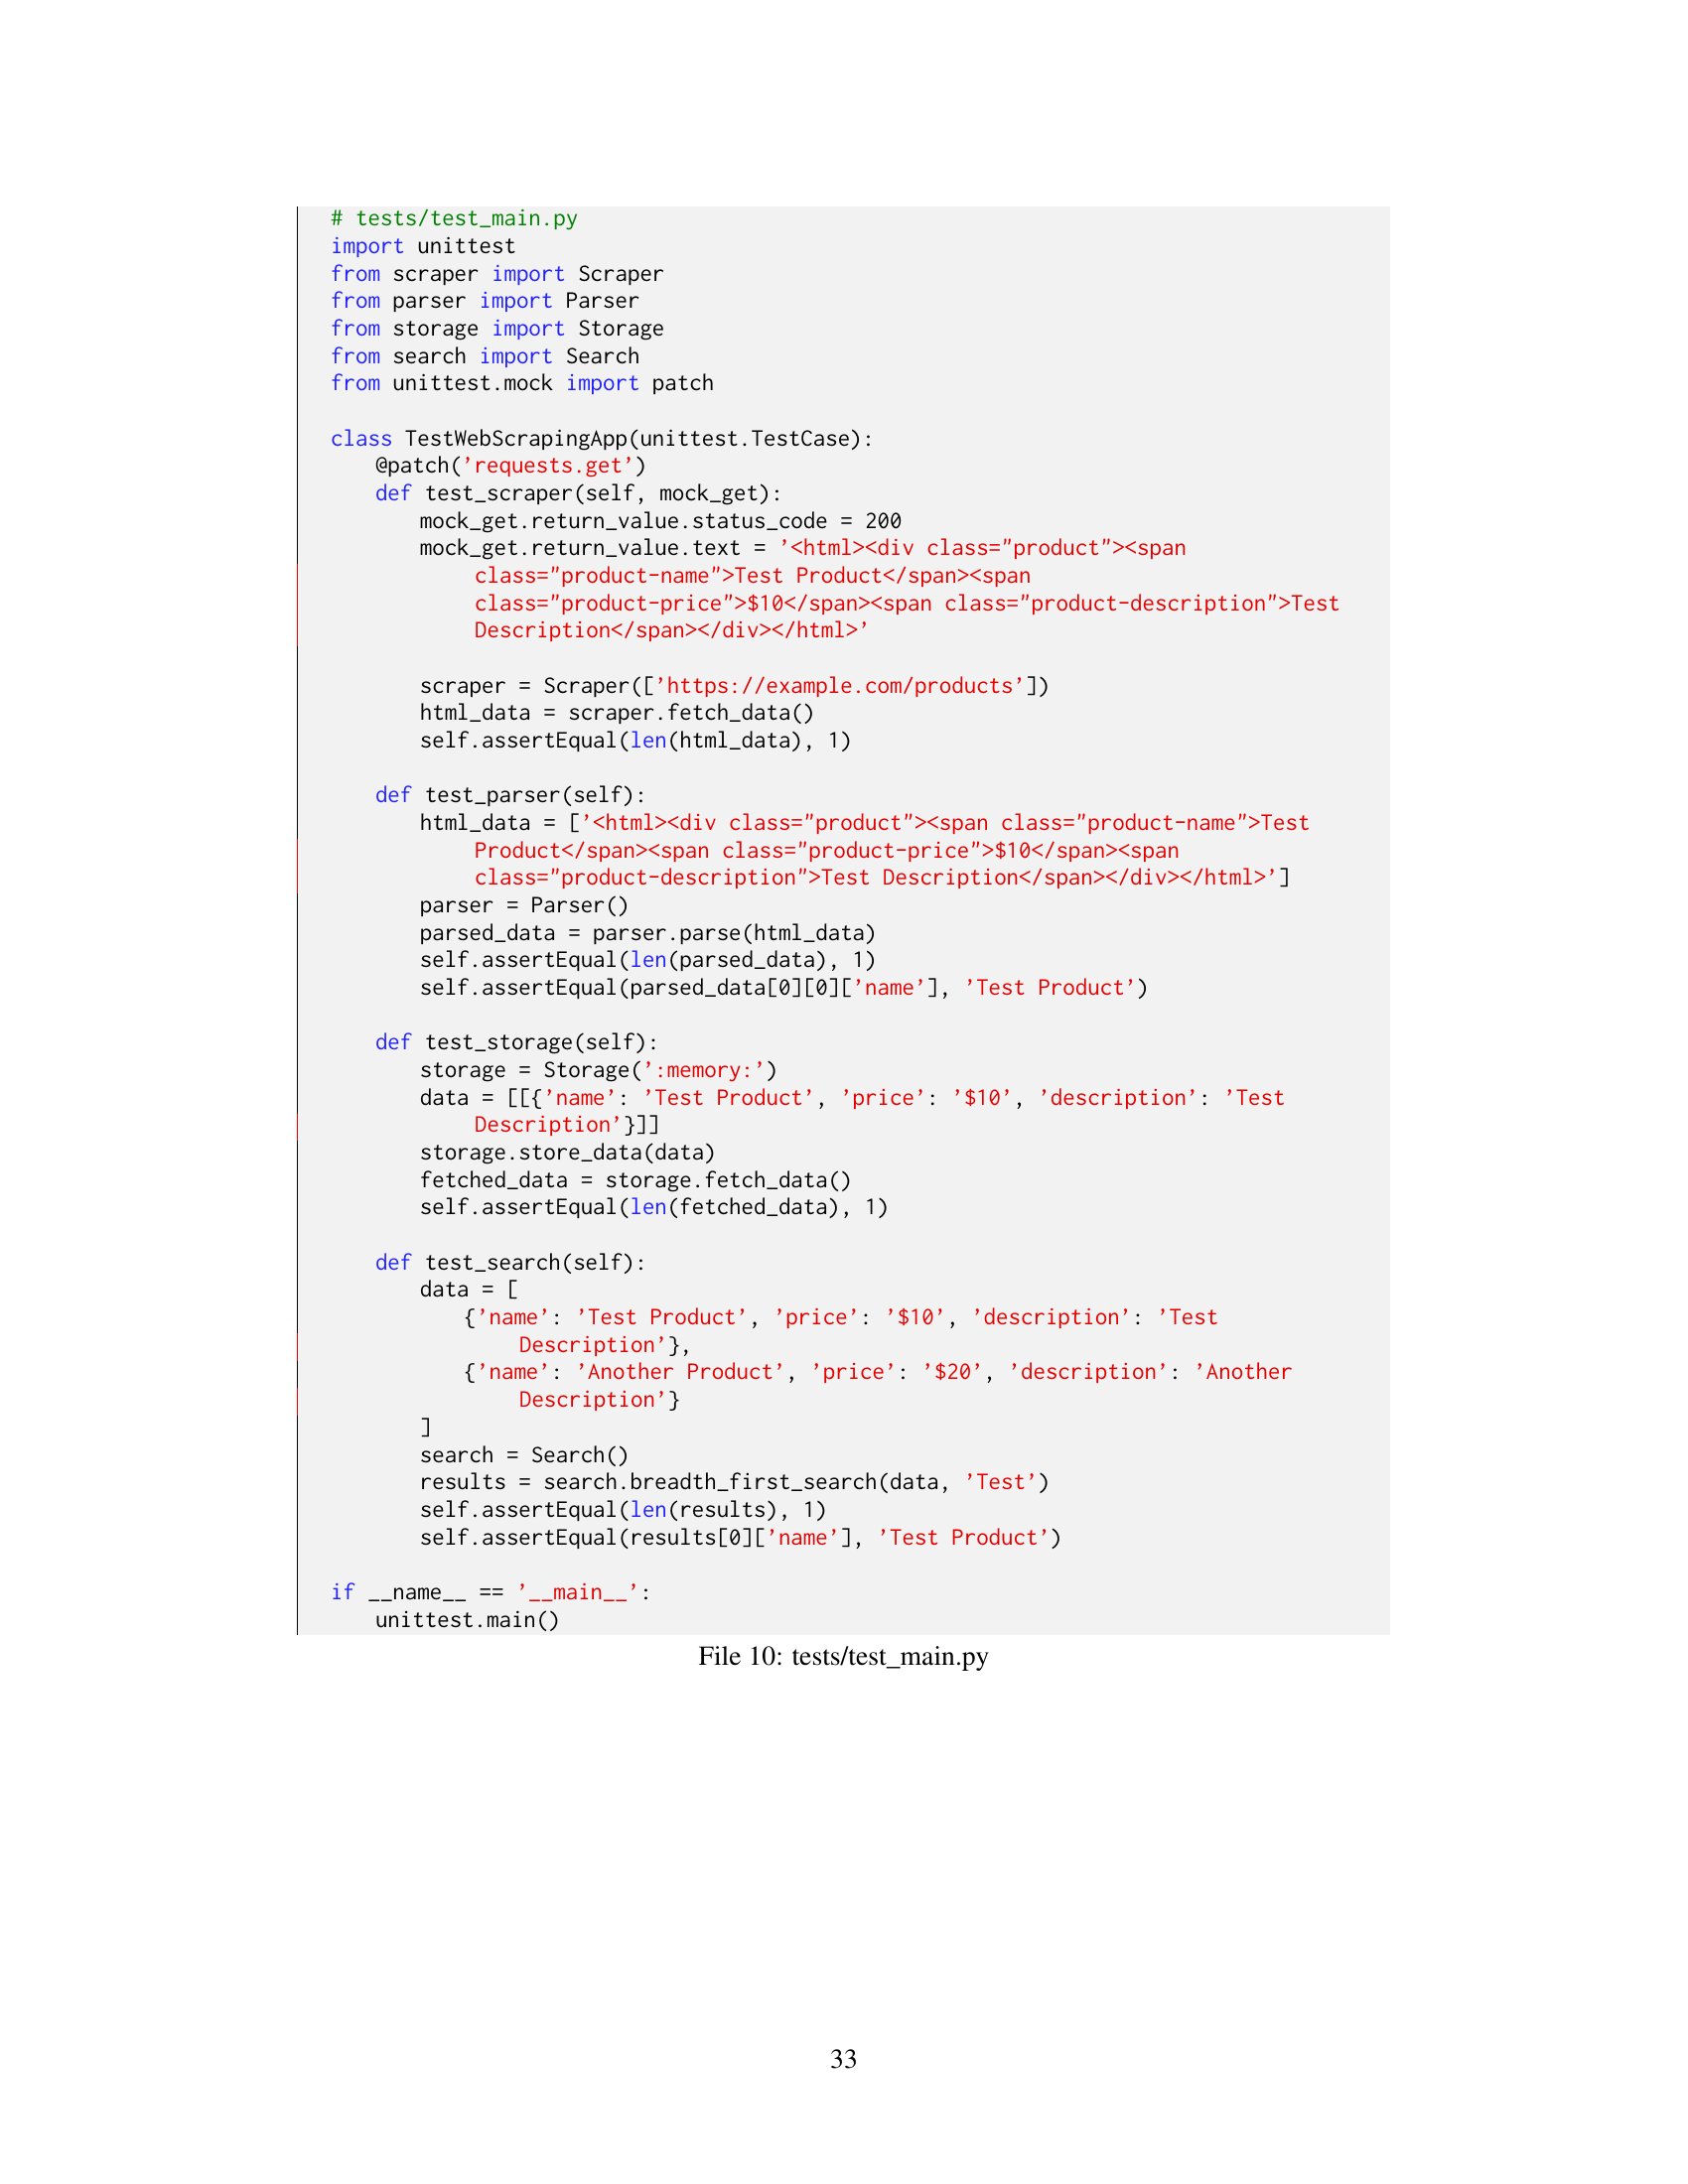 # tests/test_main.py
import unittest
from scraper import Scraper
from parser import Parser
from storage import Storage
from search import Search
from unittest.mock import patch
class TestWebScrapingApp(unittest.TestCase):
@patch('requests.get')
def test_scraper(self, mock_get):
mock_get.return_value.status_code = 200
mock_get.return_value.text = '<html><div class="product"><span
class="product-name">Test Product</span><span
class="product-price">$10</span><span class="product-description">Test
Description</span></div></html>'
scraper = Scraper(['https://example.com/products'])
html_data = scraper.fetch_data()
self.assertEqual(len(html_data), 1)
def test_parser(self):
html_data = ['<html><div class="product"><span class="product-name">Test
Product</span><span class="product-price">$10</span><span
class="product-description">Test Description</span></div></html>']
parser = Parser()
parsed_data = parser.parse(html_data)
self.assertEqual(len(parsed_data), 1)
self.assertEqual(parsed_data[0][0]['name'], 'Test Product')
def test_storage(self):
storage = Storage(':memory:')
data = [[{'name': 'Test Product', 'price': '$10', 'description': 'Test
Description'}]]
storage.store_data(data)
fetched_data = storage.fetch_data()
self.assertEqual(len(fetched_data), 1)
def test_search(self):
data = [
{'name': 'Test Product', 'price': '$10', 'description': 'Test
Description'},
{'name': 'Another Product', 'price': '$20', 'description': 'Another
Description'}
]
search = Search()
results = search.breadth_first_search(data, 'Test')
self.assertEqual(len(results), 1)
self.assertEqual(results[0]['name'], 'Test Product')
if __name__ == '__main__':
unittest.main()
File 10: tests/test_main.py
33